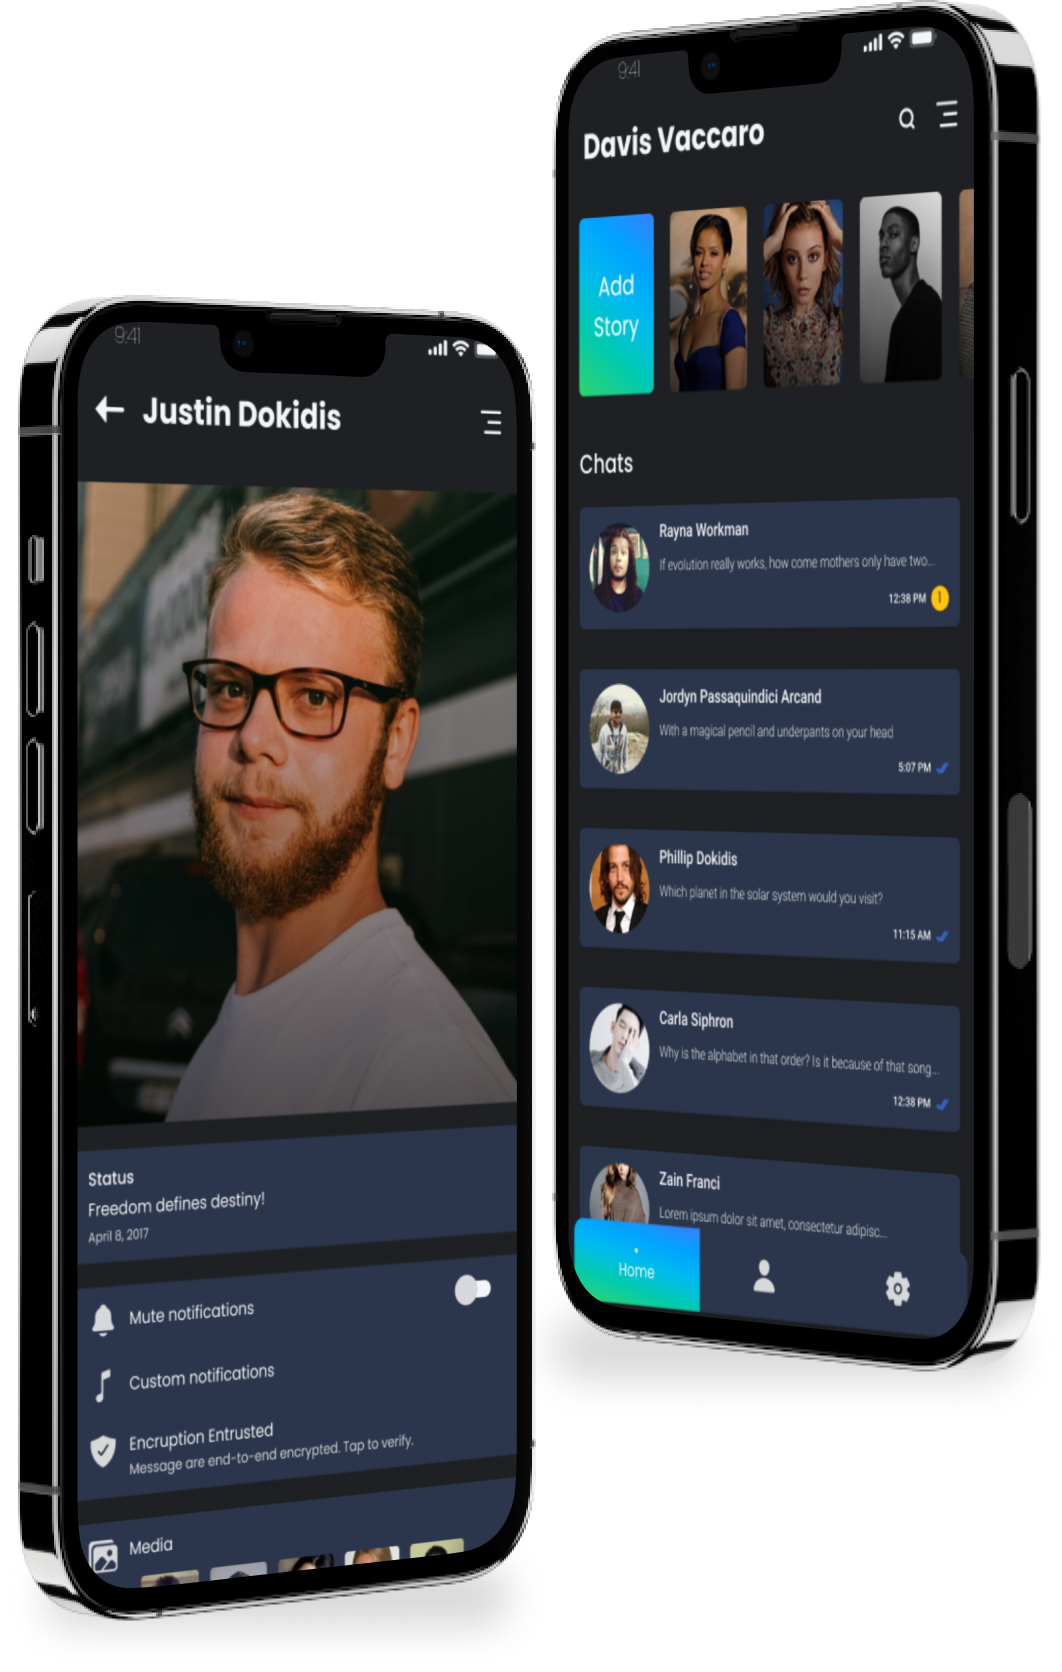 9:41
Justin Dokidis
Status
Freedom defines destiny!
April 8, 2017
Mute notifications
Custom notifications
Encruption Entrusted
Message are end-to-end encrypted. Tap to verify.
Media
9:41
Davis Vaccaro
Add
Story
Chats
Rayna Workman
If evolution really works, how come mothers only have two...
12:38 PM 1
Jordyn Passaquindici Arcand
With a magical pencil and underpants on your head
5:07 PM
Phillip Dokidis
Which planet in the solar system would you visit?
11:15 AM
Carla Siphron
Why is the alphabet in that order? Is it because of that song...
12:38 PM
Zain Franci
Lorem ipsum dolor sit amet, consectetur adipisc...
Home